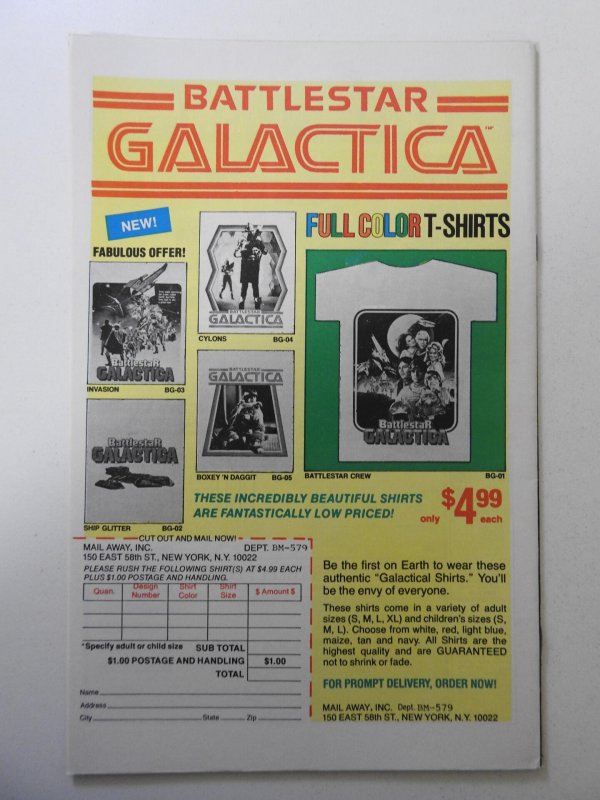 BATTLESTAR
GALACTICA™
NEW!
FABULOUS OFFER!
FULL COLOR T-SHIRTS
BATTLESTAR
GALACTICA
CYLONS BG-04
Battlestar
GALACTICA
INVASION BG-03
BATTLESTAR
GALACTICA
BOXEY 'N DAGGIT BG-05
Battlestar
GALACTICA
SHIP GLITTER BG-02
Battlestar
GALACTICA
BATTLESTAR CREW BG-01
THESE INCREDIBLY BEAUTIFUL SHIRTS
ARE FANTASTICALLY LOW PRICED!
only $4.99 each
CUT OUT AND MAIL NOW!
MAIL AWAY, INC. DEPT. BM-579
150 EAST 58th ST., NEW YORK, N.Y. 10022
PLEASE RUSH THE FOLLOWING SHIRT(S) AT $4.99 EACH
PLUS $1.00 POSTAGE AND HANDLING.
Quan. Design Number Shirt Color Shirt Size $ Amount $
*Specify adult or child size SUB TOTAL
$1.00 POSTAGE AND HANDLING $1.00
TOTAL
Name
Address
City State Zip
Be the first on Earth to wear these
authentic "Galactical Shirts." You'll
be the envy of everyone.
These shirts come in a variety of adult
sizes (S, M, L, XL) and children's sizes (S,
M, L). Choose from white, red, light blue,
maize, tan and navy. All Shirts are the
highest quality and are GUARANTEED
not to shrink or fade.
FOR PROMPT DELIVERY, ORDER NOW!
MAIL AWAY, INC. Dept. BM-579
150 EAST 58th ST., NEW YORK, N.Y. 10022